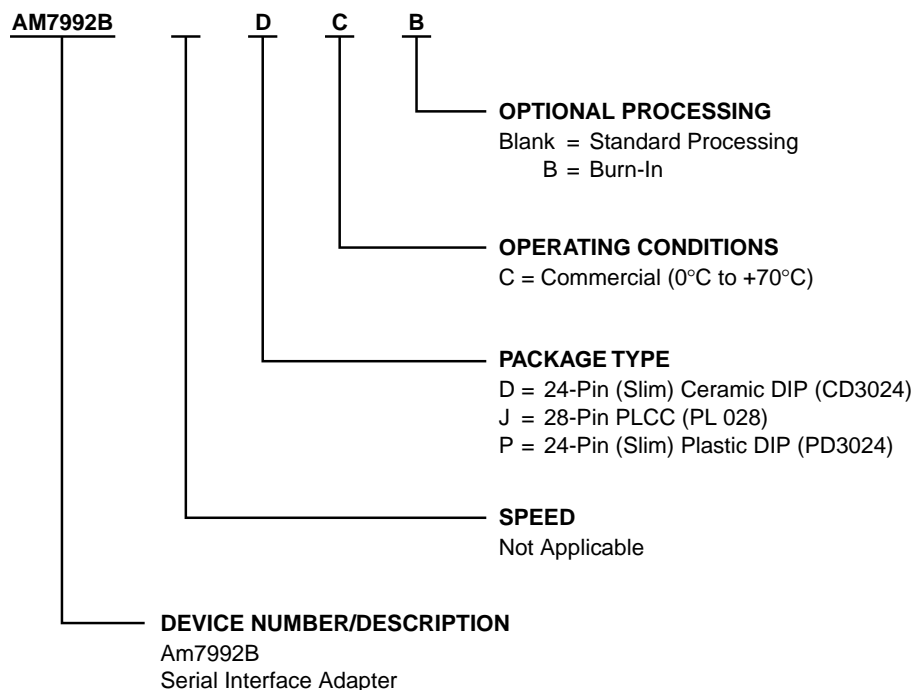 AM7992B D C B
OPTIONAL PROCESSING
Blank = Standard Processing
B = Burn-In
OPERATING CONDITIONS
C = Commercial (0°C to +70°C)
PACKAGE TYPE
D = 24-Pin (Slim) Ceramic DIP (CD3024)
J = 28-Pin PLCC (PL 028)
P = 24-Pin (Slim) Plastic DIP (PD3024)
SPEED
Not Applicable
DEVICE NUMBER/DESCRIPTION
Am7992B
Serial Interface Adapter